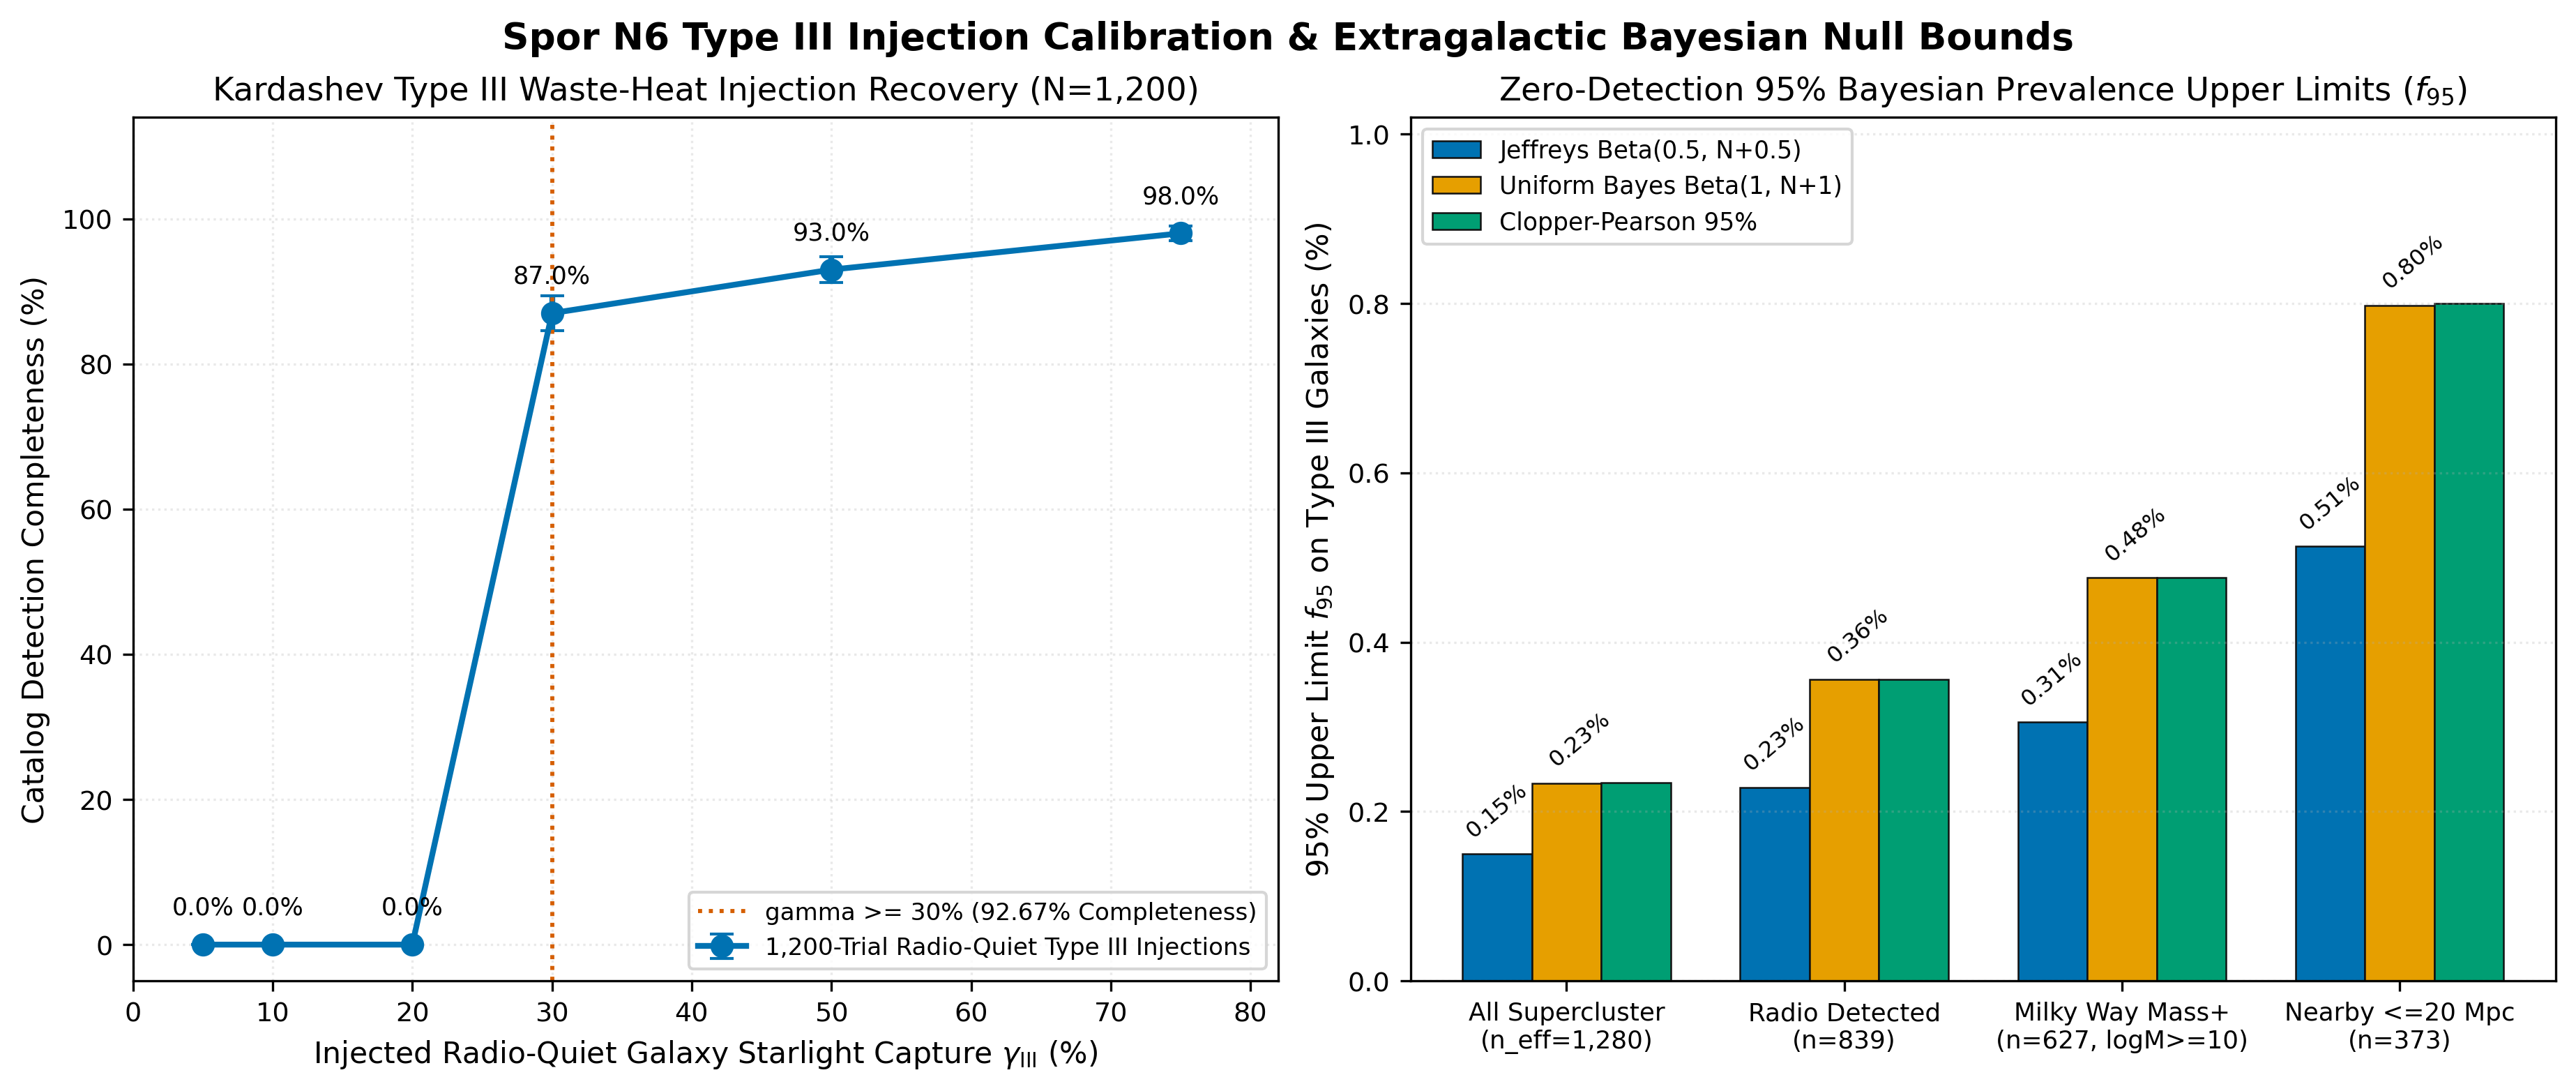 Spor N6 Type III Injection Calibration & Extragalactic Bayesian Null Bounds
Kardashev Type III Waste-Heat Injection Recovery (N=1,200)
Catalog Detection Completeness (%)
100
80
60
40
20
0
0.0%
0.0%
0.0%
87.0%
93.0%
98.0%
gamma >= 30% (92.67% Completeness)
1,200-Trial Radio-Quiet Type III Injections
0
10
20
30
40
50
60
70
80
Injected Radio-Quiet Galaxy Starlight Capture γ_III (%)
Zero-Detection 95% Bayesian Prevalence Upper Limits (f_95)
95% Upper Limit f_95 on Type III Galaxies (%)
1.0
0.8
0.6
0.4
0.2
0.0
Jeffreys Beta(0.5, N+0.5)
Uniform Bayes Beta(1, N+1)
Clopper-Pearson 95%
0.15%
0.23%
0.23%
0.36%
0.31%
0.48%
0.51%
0.80%
All Supercluster
(n_eff=1,280)
Radio Detected
(n=839)
Milky Way Mass+
(n=627, logM>=10)
Nearby <=20 Mpc
(n=373)